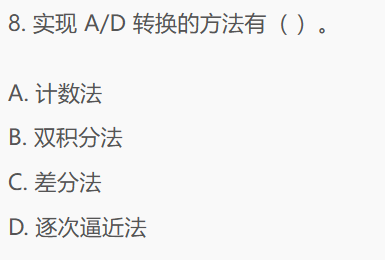 8. 实现 A/D 转换的方法有（ ）。
A. 计数法
B. 双积分法
C. 差分法
D. 逐次逼近法